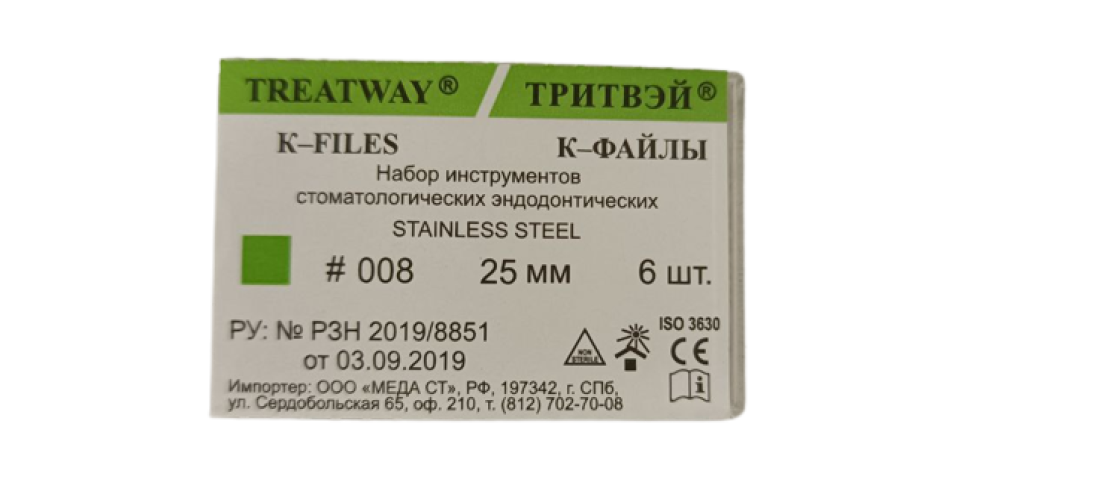 TREATWAY® / ТРИТВЭЙ®
K–FILES К–ФАЙЛЫ
Набор инструментов
стоматологических эндодонтических
STAINLESS STEEL
# 008 25 мм 6 шт.
РУ: № РЗН 2019/8851
от 03.09.2019
NON STERILE
ISO 3630
CE
i
Импортер: ООО «МЕДА СТ», РФ, 197342, г. СПб,
ул. Сердобольская 65, оф. 210, т. (812) 702-70-08